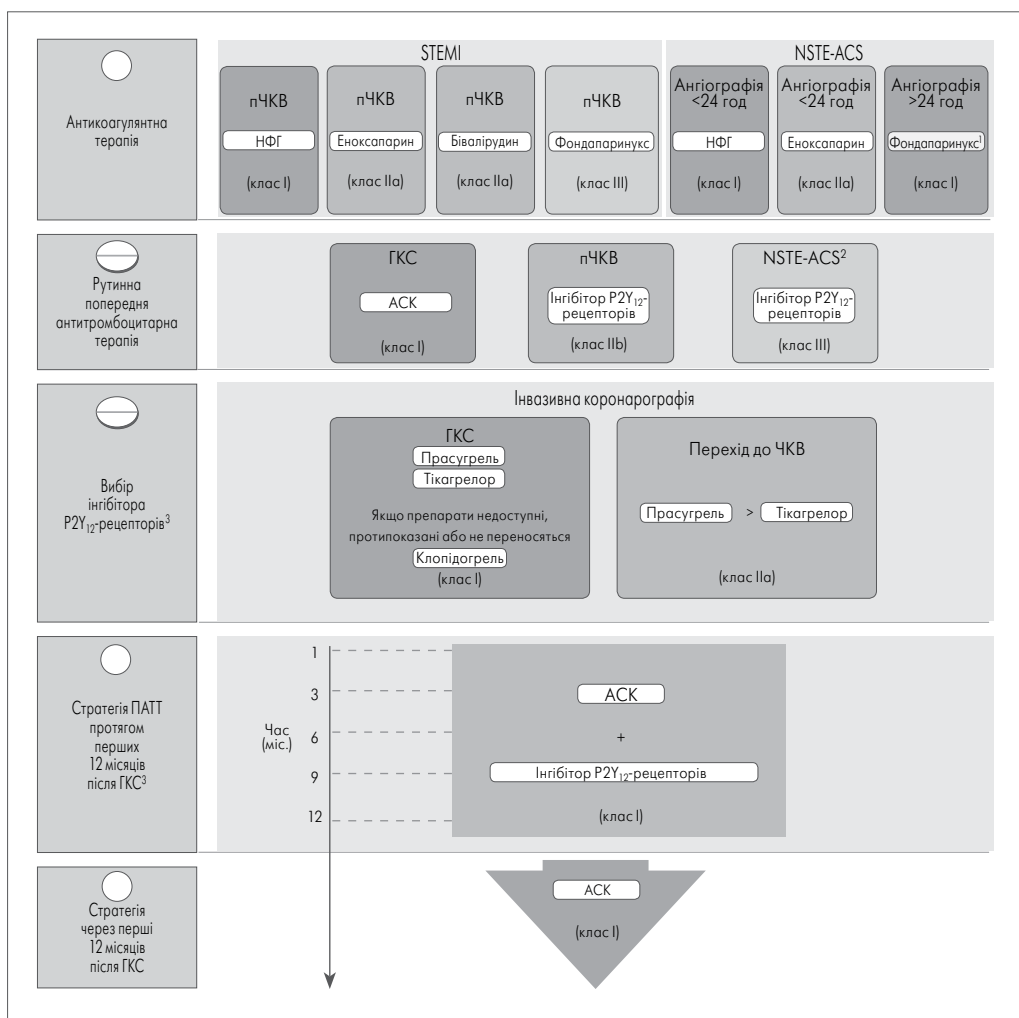 STEMI
NSTE-ACS
Антикоагулянтна
терапія
пЧКВ
НФГ
(клас I)
пЧКВ
Еноксапарин
(клас IIa)
пЧКВ
Бівалірудин
(клас IIa)
пЧКВ
Фондапаринукс
(клас III)
Ангіографія
<24 год
НФГ
(клас I)
Ангіографія
<24 год
Еноксапарин
(клас IIa)
Ангіографія
>24 год
Фондапаринукс¹
(клас I)
Рутинна
попередня
антитромбоцитарна
терапія
ГКС
АСК
(клас I)
пЧКВ
Інгібітор P2Y₁₂-
рецепторів
(клас IIb)
NSTE-ACS²
Інгібітор P2Y₁₂-
рецепторів
(клас III)
Вибір
інгібітора
P2Y₁₂-рецепторів³
Інвазивна коронарографія
ГКС
Прасугрель
Тікагрелор
Якщо препарати недоступні,
протипоказані або не переносяться
Клопідогрель
(клас I)
Перехід до ЧКВ
Прасугрель > Тікагрелор
(клас IIa)
Стратегія ПАТТ
протягом
перших
12 місяців
після ГКС³
Час
(міс.)
1
3
6
9
12
АСК
+
Інгібітор P2Y₁₂-рецепторів
(клас I)
Стратегія
через перші
12 місяців
після ГКС
АСК
(клас I)